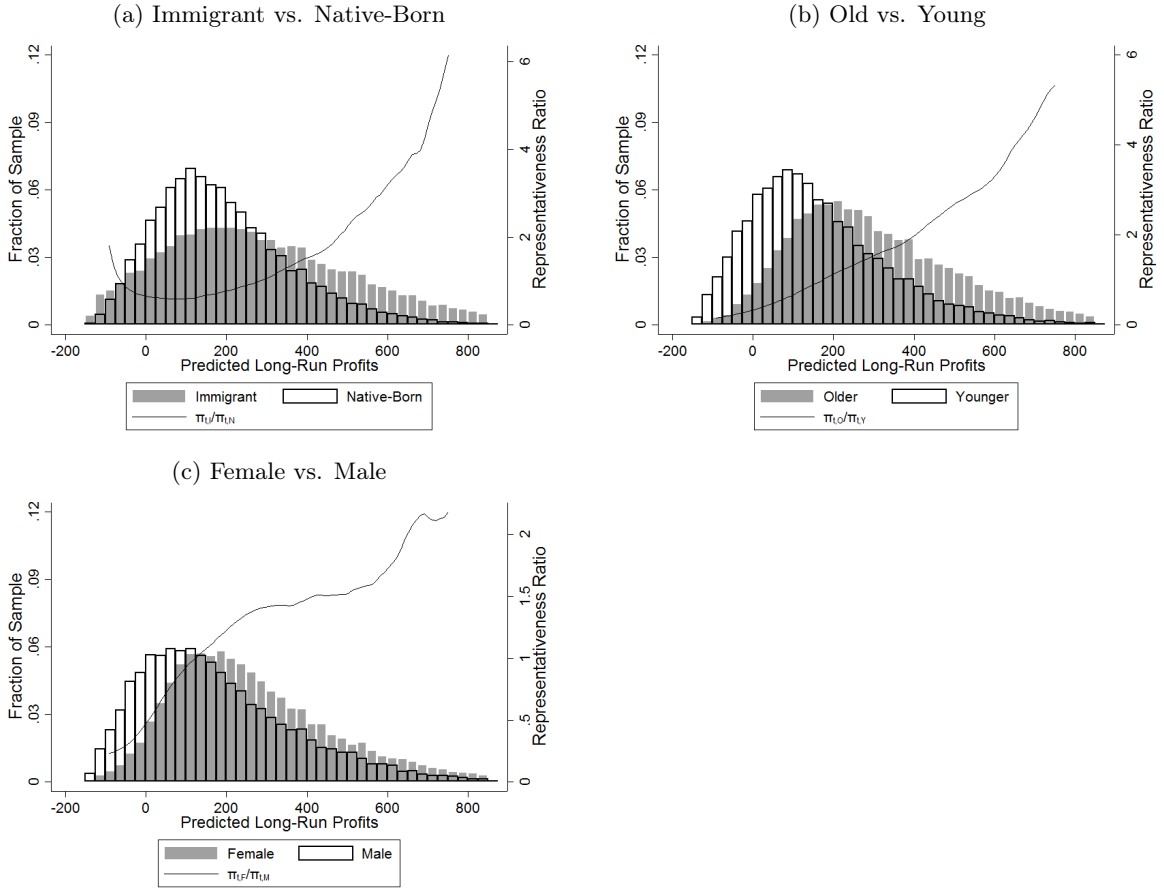 (a) Immigrant vs. Native-Born
Fraction of Sample
0 .03 .06 .09 .12
Representativeness Ratio
0 2 4 6
-200 0 200 400 600 800
Predicted Long-Run Profits
Immigrant Native-Born
π_{t,I}/π_{t,N}
(b) Old vs. Young
Fraction of Sample
0 .03 .06 .09 .12
Representativeness Ratio
0 2 4 6
-200 0 200 400 600 800
Predicted Long-Run Profits
Older Younger
π_{t,O}/π_{t,Y}
(c) Female vs. Male
Fraction of Sample
0 .03 .06 .09 .12
Representativeness Ratio
0 .5 1 1.5 2
-200 0 200 400 600 800
Predicted Long-Run Profits
Female Male
π_{t,F}/π_{t,M}